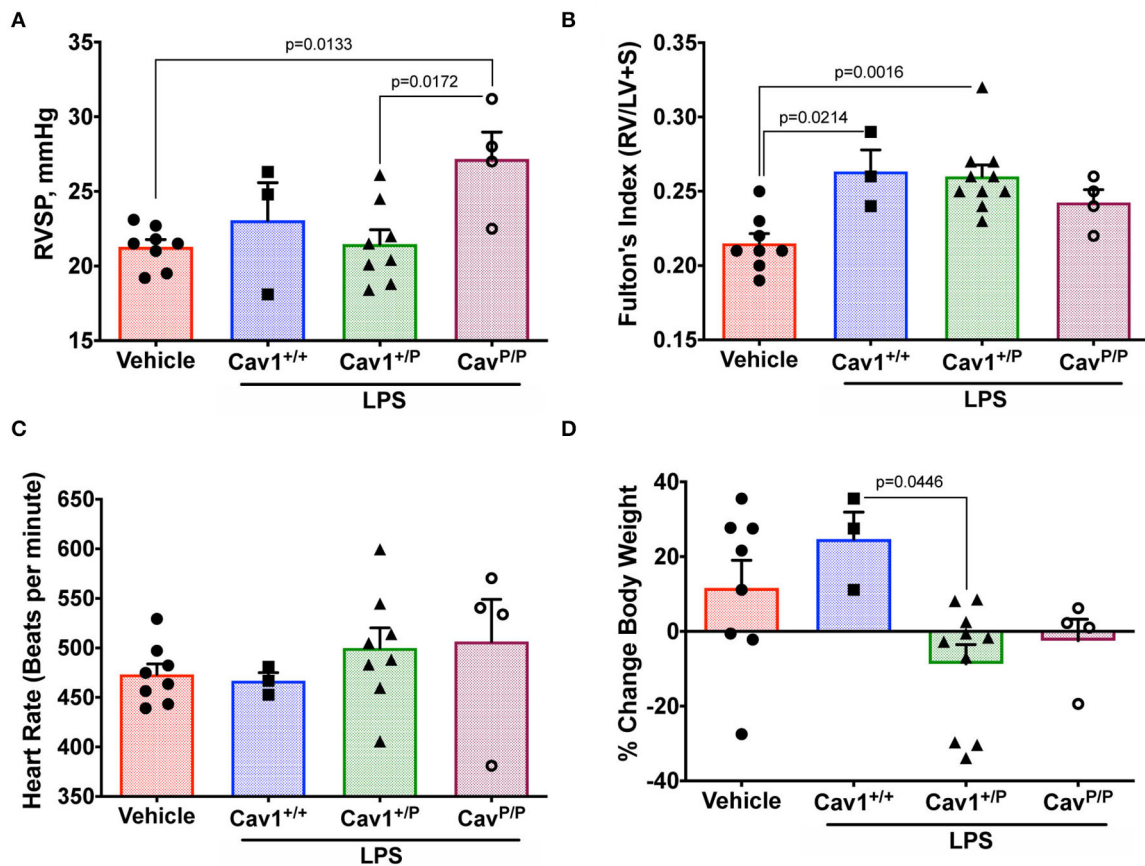 A
RVSP, mmHg
35
30
25
20
15
p=0.0133
p=0.0172
Vehicle
Cav1+/+
Cav1+/P
CavP/P
LPS
B
Fulton's Index (RV/LV+S)
0.35
0.30
0.25
0.20
0.15
p=0.0016
p=0.0214
Vehicle
Cav1+/+
Cav1+/P
CavP/P
LPS
C
Heart Rate (Beats per minute)
650
600
550
500
450
400
350
Vehicle
Cav1+/+
Cav1+/P
CavP/P
LPS
D
% Change Body Weight
40
20
0
-20
-40
p=0.0446
Vehicle
Cav1+/+
Cav1+/P
CavP/P
LPS